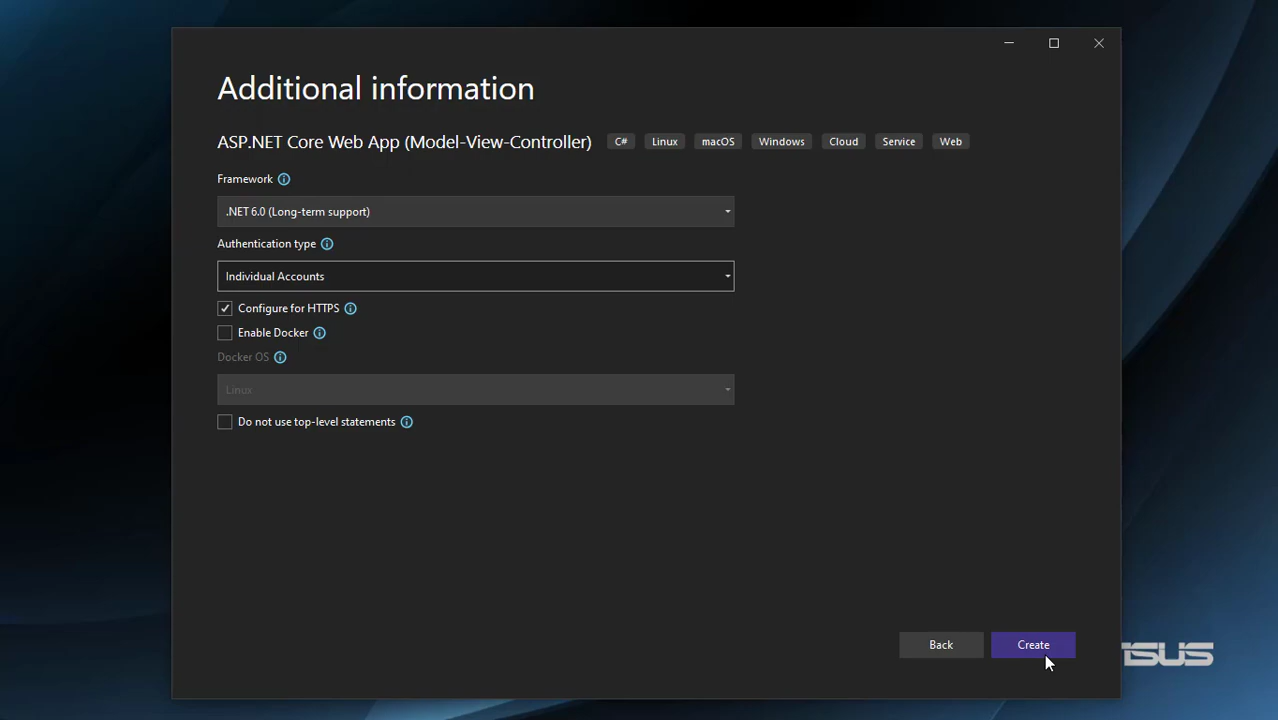 Additional information
ASP.NET Core Web App (Model-View-Controller) C# Linux macOS Windows Cloud Service Web
Framework
.NET 6.0 (Long-term support)
Authentication type
Individual Accounts
Configure for HTTPS
Enable Docker
Docker OS
Linux
Do not use top-level statements
Back Create